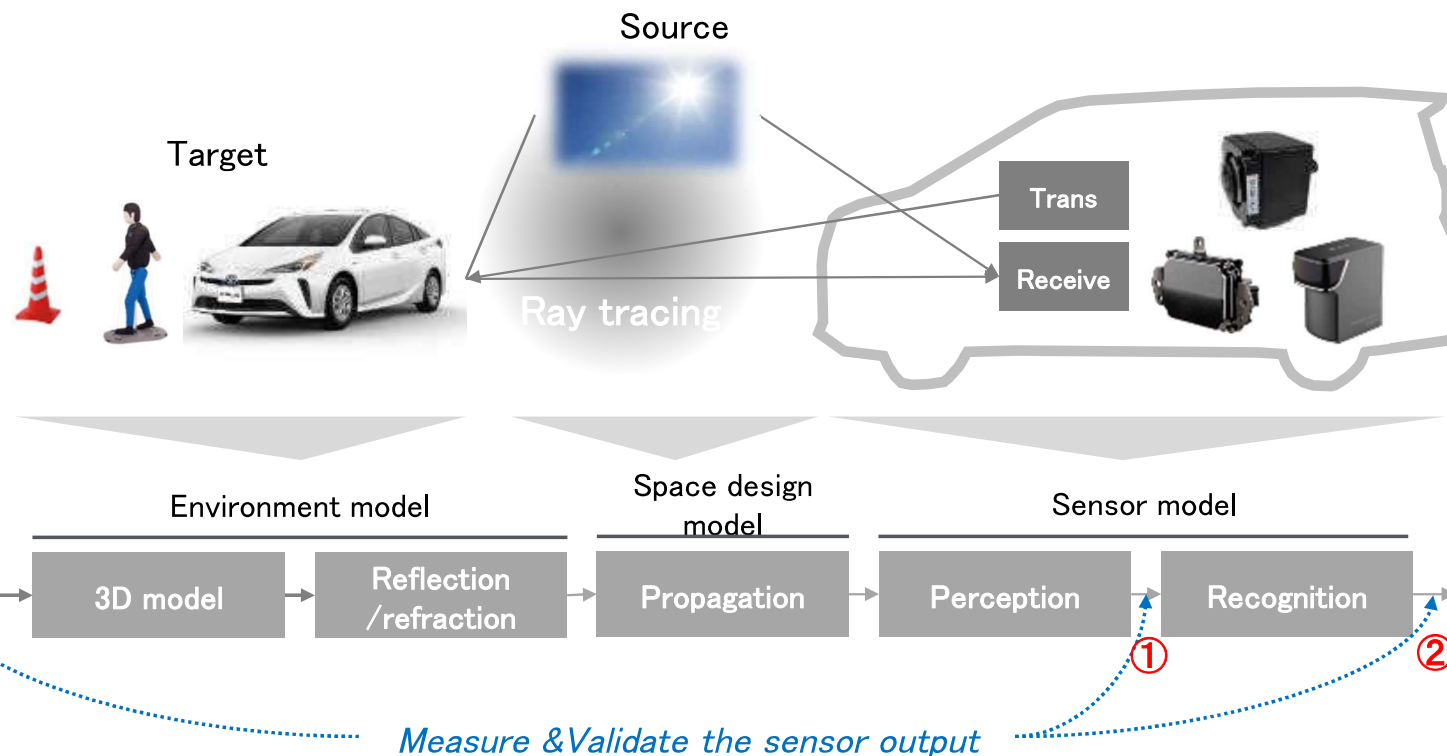 Source
Target
Trans
Receive
Ray tracing
Environment model
Space design
model
Sensor model
3D model
Reflection
/refraction
Propagation
Perception
Recognition
①
②
Measure &Validate the sensor output